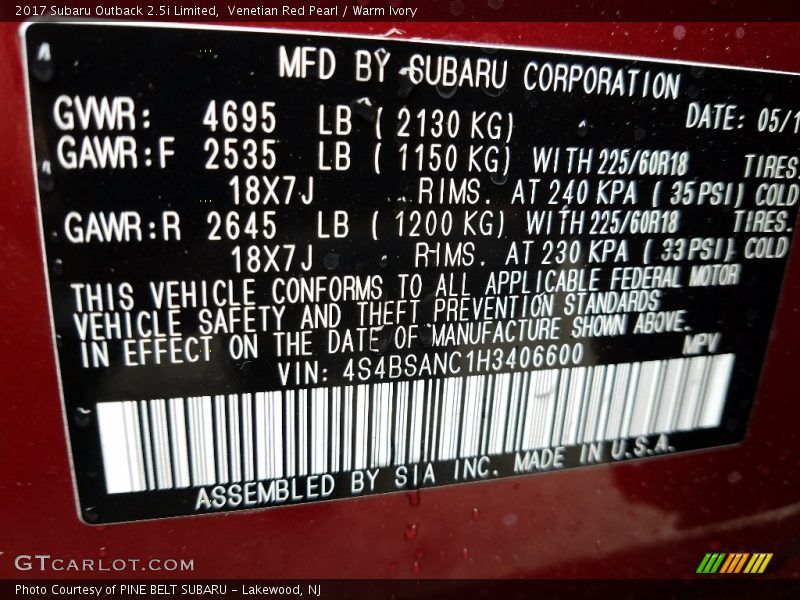 2017 Subaru Outback 2.5i Limited, Venetian Red Pearl / Warm Ivory
MFD BY SUBARU CORPORATION
GVWR: 4695 LB ( 2130 KG) DATE: 05/1
GAWR:F 2535 LB ( 1150 KG) WITH 225/60R18 TIRES.
18X7J RIMS. AT 240 KPA ( 35 PSI) COLD
GAWR:R 2645 LB ( 1200 KG) WITH 225/60R18 TIRES.
18X7J RIMS. AT 230 KPA ( 33 PSI) COLD
THIS VEHICLE CONFORMS TO ALL APPLICABLE FEDERAL MOTOR
VEHICLE SAFETY AND THEFT PREVENTION STANDARDS
IN EFFECT ON THE DATE OF MANUFACTURE SHOWN ABOVE.
VIN: 4S4BSANC1H3406600 MPV
ASSEMBLED BY SIA INC. MADE IN U.S.A.
GTCARLOT.COM
Photo Courtesy of PINE BELT SUBARU - Lakewood, NJ